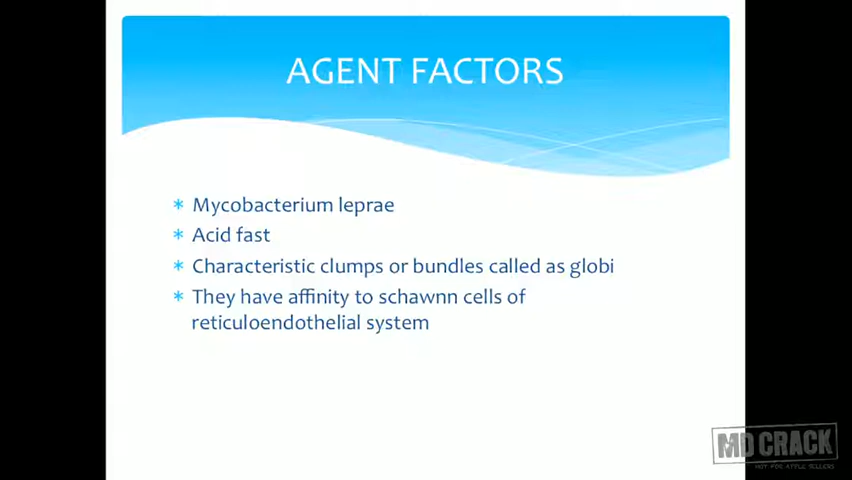 AGENT FACTORS
* Mycobacterium leprae
* Acid fast
* Characteristic clumps or bundles called as globi
* They have affinity to schawnn cells of
reticuloendothelial system
MD CRACK
NOT FOR APPLE SELLERS